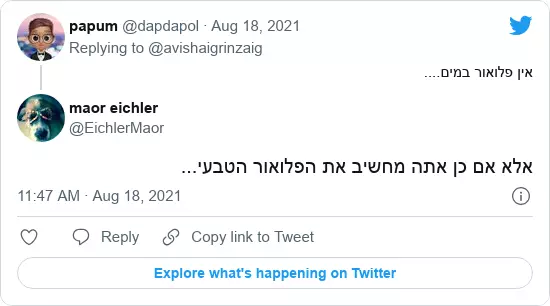 papum @dapdapol · Aug 18, 2021
Replying to @avishaigrinzaig
אין פלואור במים....
maor eichler
@EichlerMaor
אלא אם כן אתה מחשיב את הפלואור הטבעי...
11:47 AM · Aug 18, 2021
Reply
Copy link to Tweet
Explore what's happening on Twitter